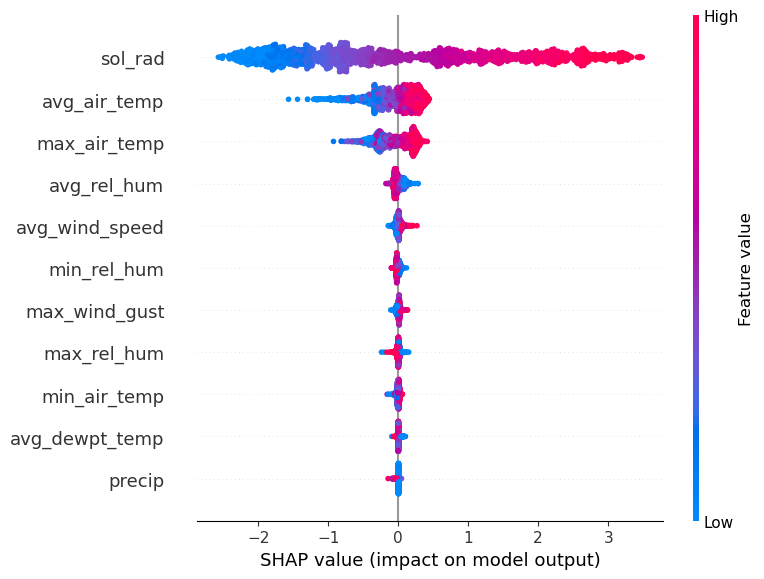 High
sol_rad
avg_air_temp
max_air_temp
avg_rel_hum
avg_wind_speed
min_rel_hum
max_wind_gust
max_rel_hum
min_air_temp
avg_dewpt_temp
precip
Feature value
Low
−2 −1 0 1 2 3
SHAP value (impact on model output)